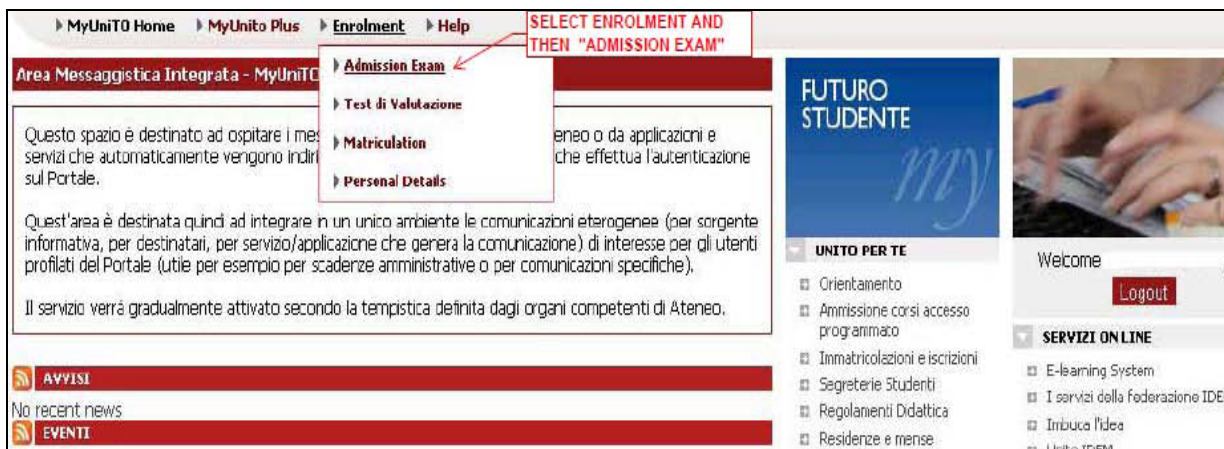 MyUniTO Home MyUnito Plus Enrolment Help
SELECT ENROLMENT AND
THEN "ADMISSION EXAM"
Admission Exam
Test di Valutazione
Matriculation
Personal Details
Area Messaggistica Integrata - MyUniTO
Questo spazio è destinato ad ospitare i mes eneo o da applicazioni e
servizi che automaticamente vengono indiri che effettua l'autenticazione
sul Portale.
Quest'area è destinata quindi ad integrare in un unico ambiente le comunicazioni eterogenee (per sorgente
informativa, per destinatari, per servizio/applicazione che genera la comunicazione) di interesse per gli utenti
profilati del Portale (utile per esempio per scadenze amministrative o per comunicazioni specifiche).
Il servizio verrà gradualmente attivato secondo la tempistica definita dagli organi competenti di Ateneo.
AVVISI
No recent news
EVENTI
FUTURO
STUDENTE
my
UNITO PER TE
Orientamento
Ammissione corsi accesso
programmato
Immatricolazioni e iscrizioni
Segreterie Studenti
Regolamenti Didattica
Residenze e mense
Welcome
Logout
SERVIZI ON LINE
E-learning System
I servizi della federazione IDE
Imbuca l'idea